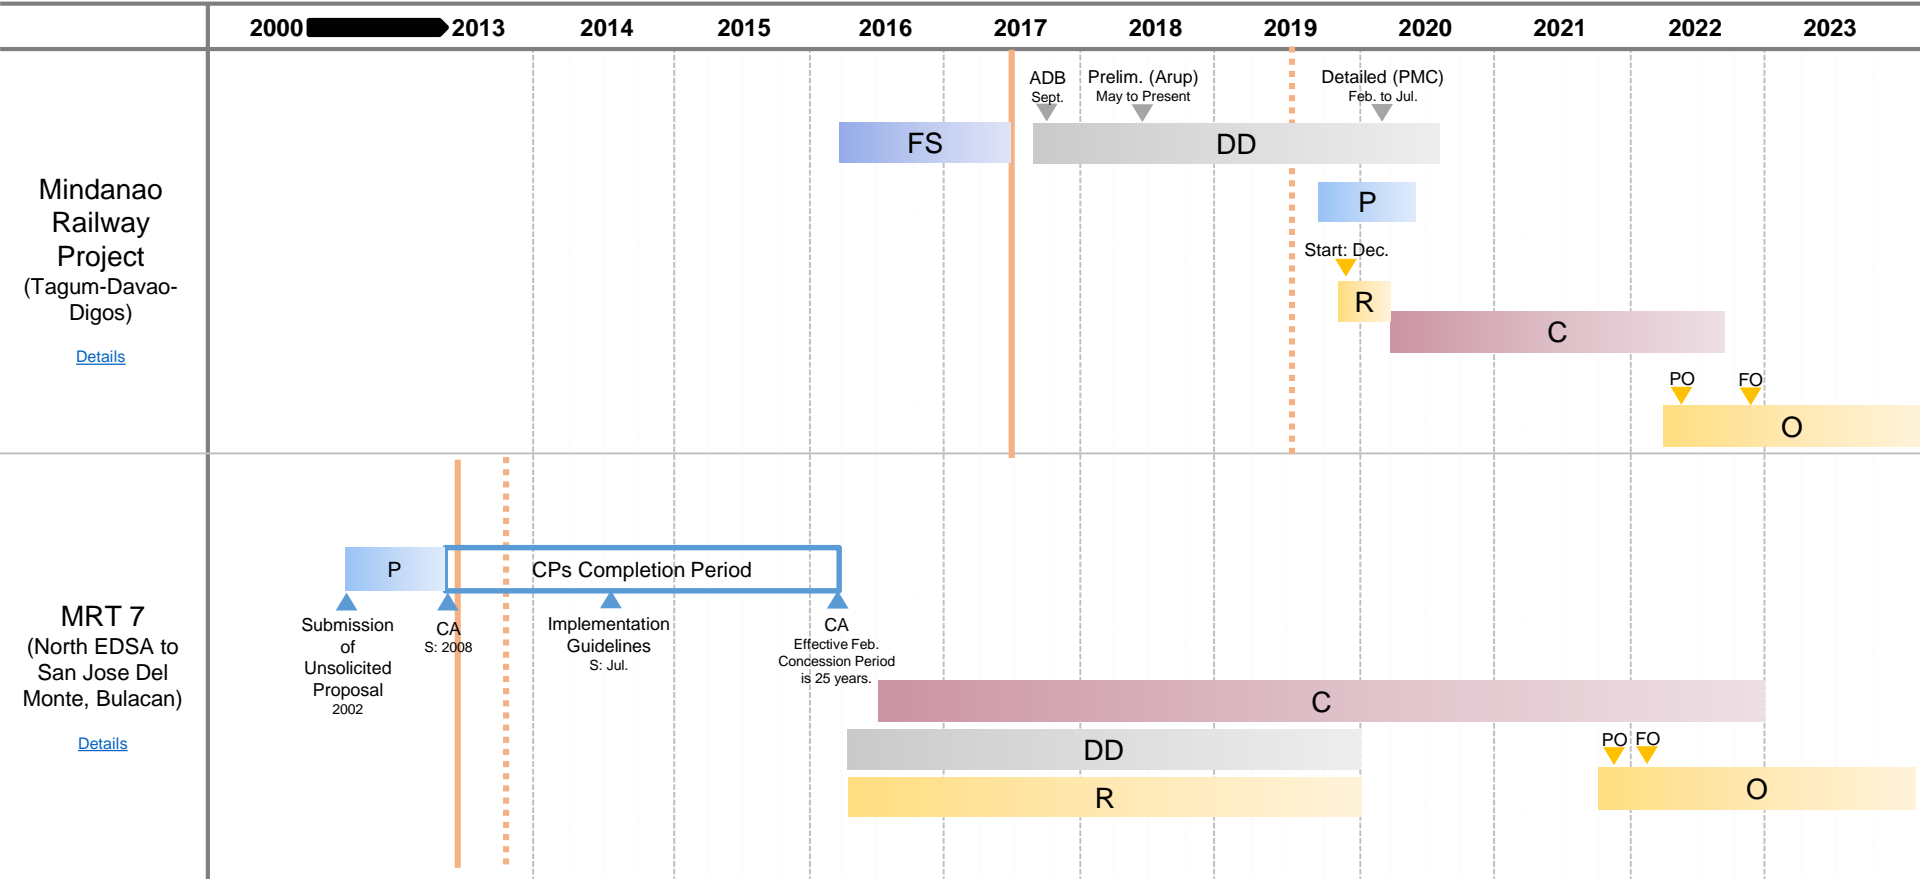 2000 2013 2014 2015 2016 2017 2018 2019 2020 2021 2022 2023
Mindanao
Railway
Project
(Tagum-Davao-
Digos)
Details
ADB
Sept.
Prelim. (Arup)
May to Present
Detailed (PMC)
Feb. to Jul.
FS
DD
P
Start: Dec.
R
C
PO
FO
O
MRT 7
(North EDSA to
San Jose Del
Monte, Bulacan)
Details
P
CPs Completion Period
Submission
of
Unsolicited
Proposal
2002
CA
S: 2008
Implementation
Guidelines
S: Jul.
CA
Effective Feb.
Concession Period
is 25 years.
C
DD
R
PO
FO
O